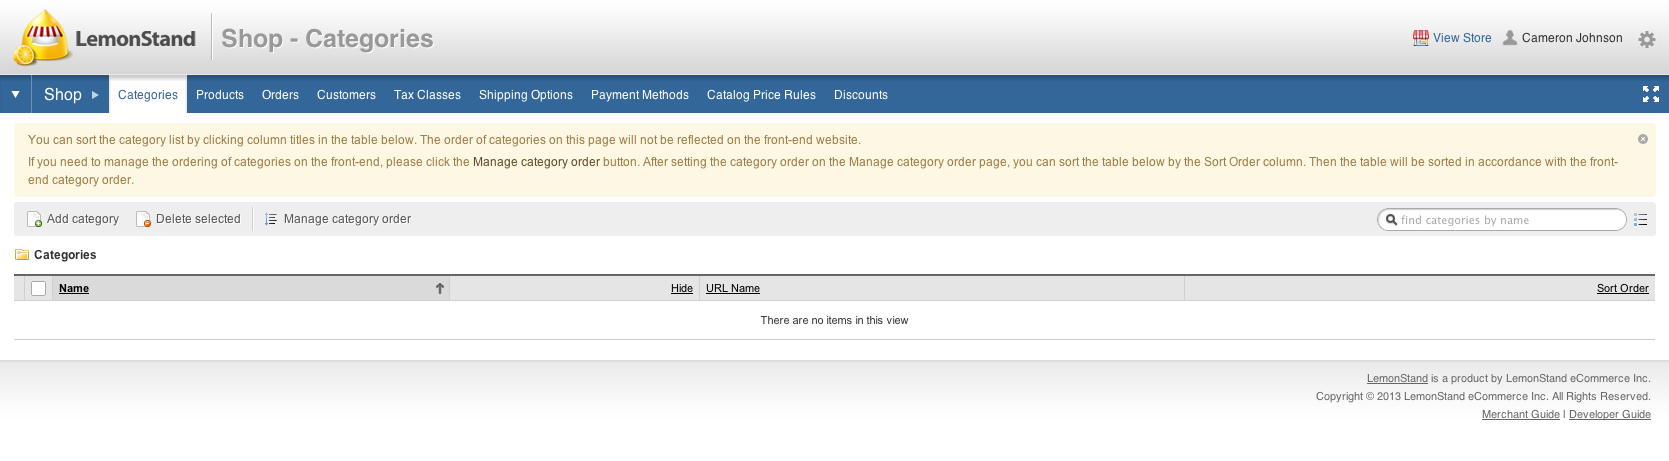 LemonStand
Shop - Categories
View Store
Cameron Johnson
Shop
Categories
Products
Orders
Customers
Tax Classes
Shipping Options
Payment Methods
Catalog Price Rules
Discounts
You can sort the category list by clicking column titles in the table below. The order of categories on this page will not be reflected on the front-end website.
If you need to manage the ordering of categories on the front-end, please click the Manage category order button. After setting the category order on the Manage category order page, you can sort the table below by the Sort Order column. Then the table will be sorted in accordance with the front-
end category order.
Add category
Delete selected
Manage category order
find categories by name
Categories
Name
Hide
URL Name
Sort Order
There are no items in this view
LemonStand is a product by LemonStand eCommerce Inc.
Copyright © 2013 LemonStand eCommerce Inc. All Rights Reserved.
Merchant Guide | Developer Guide